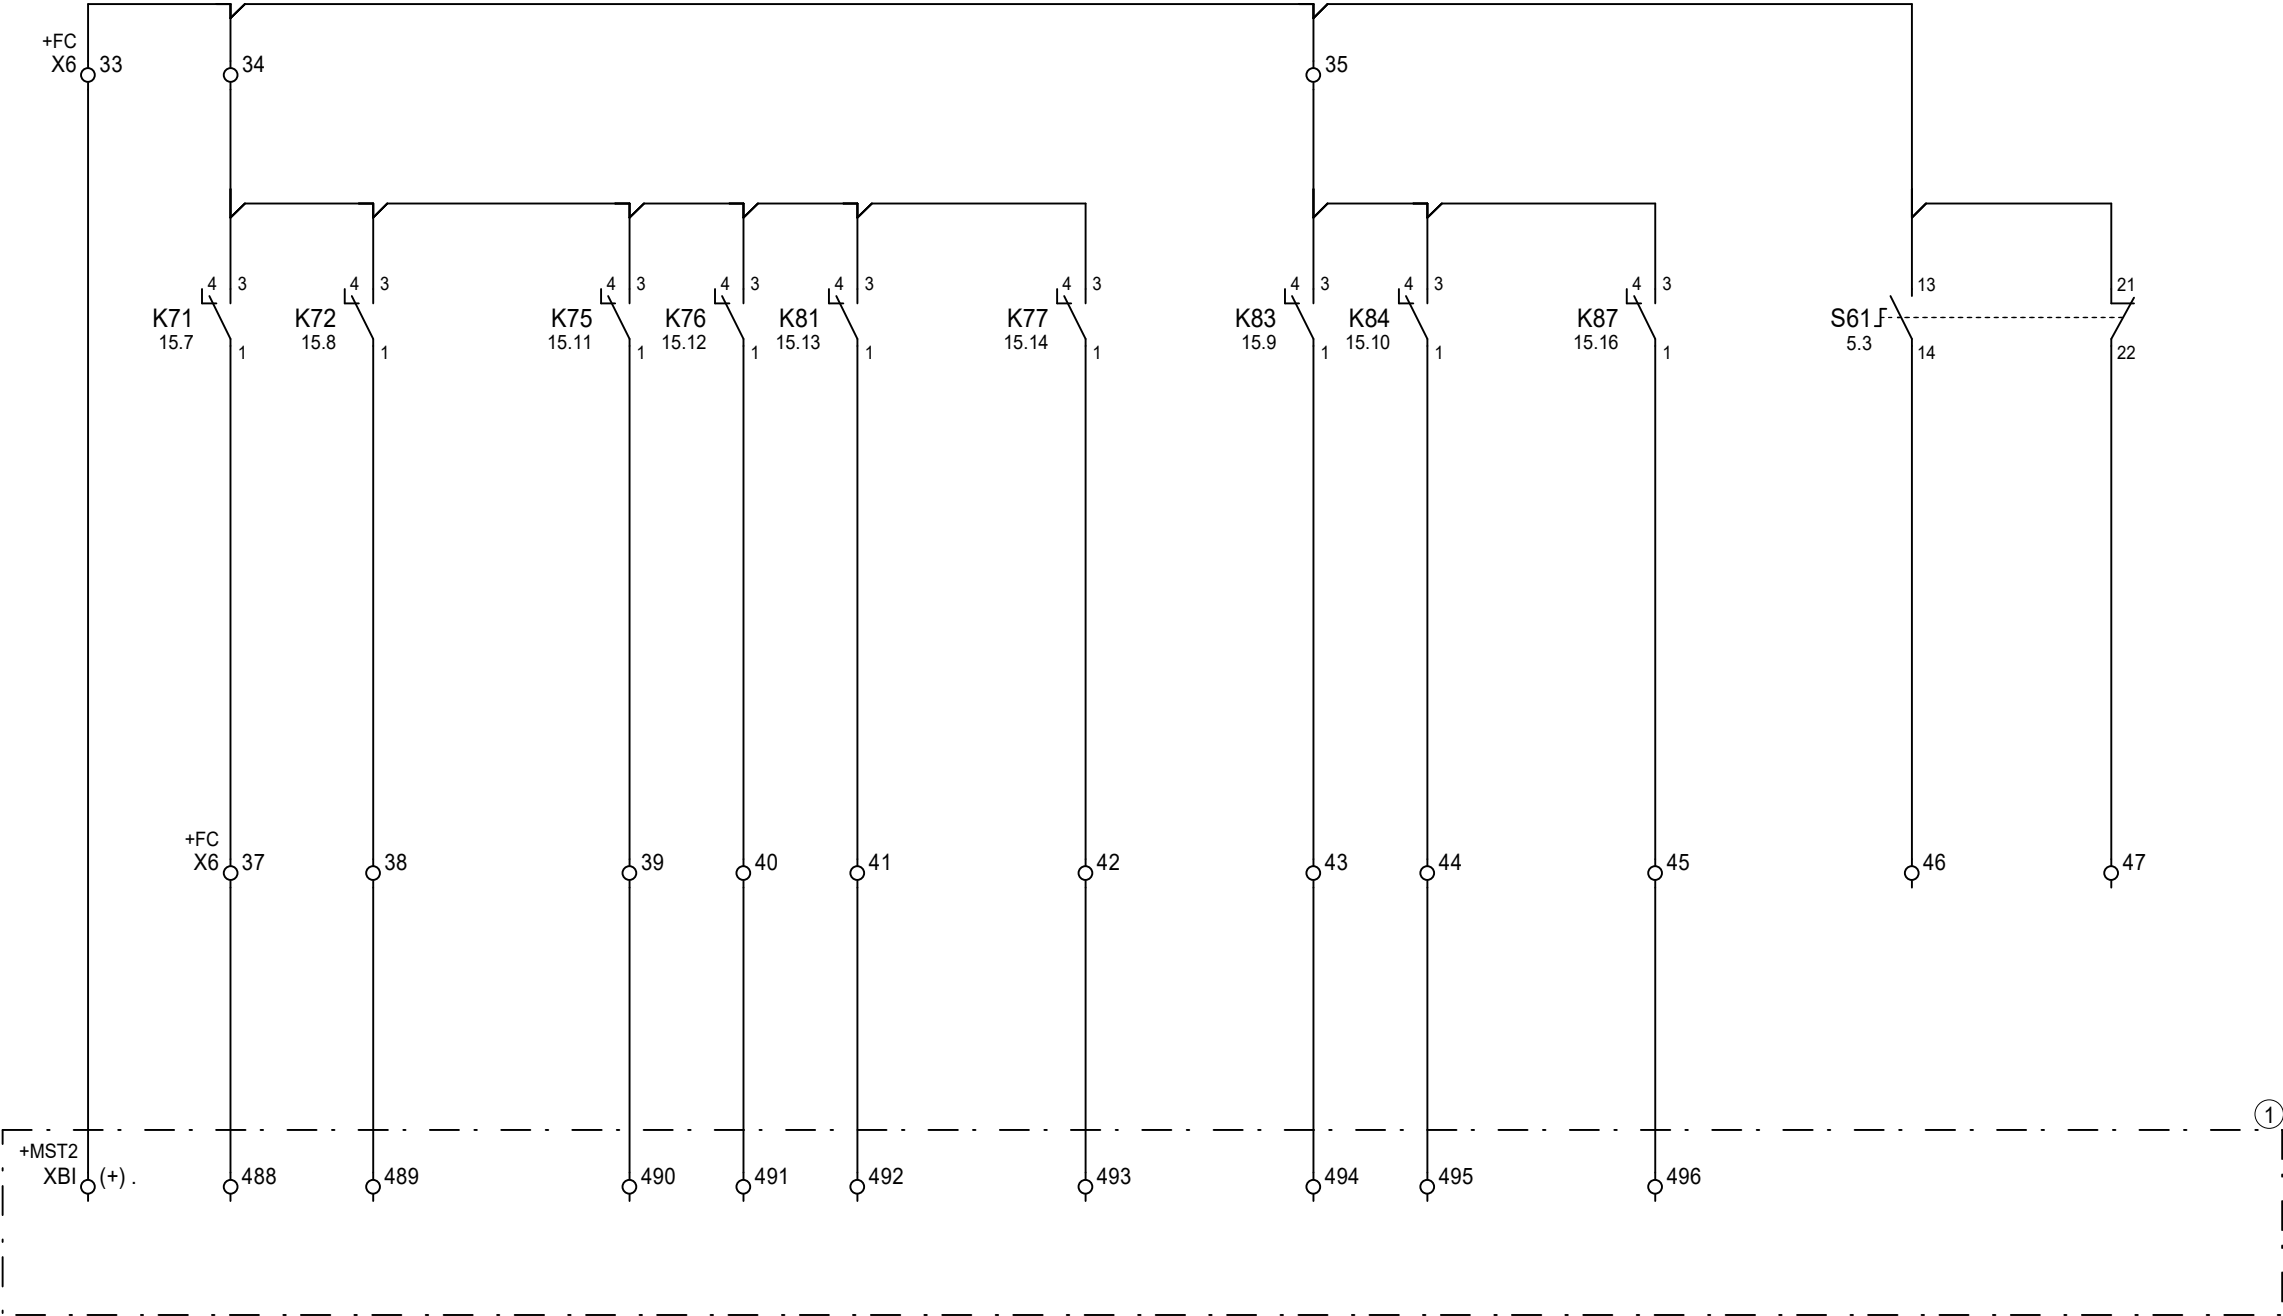 +FC
X6 33 34 35
4 3 4 3 4 3 4 3 4 3 4 3 4 3 4 3 4 3 13 21
K71 K72 K75 K76 K81 K77 K83 K84 K87 S61
15.7 15.8 15.11 15.12 15.13 15.14 15.9 15.10 15.16 5.3
1 1 1 1 1 1 1 1 1 14 22
+FC
X6 37 38 39 40 41 42 43 44 45 46 47
1
+MST2
XBI (+) . 488 489 490 491 492 493 494 495 496